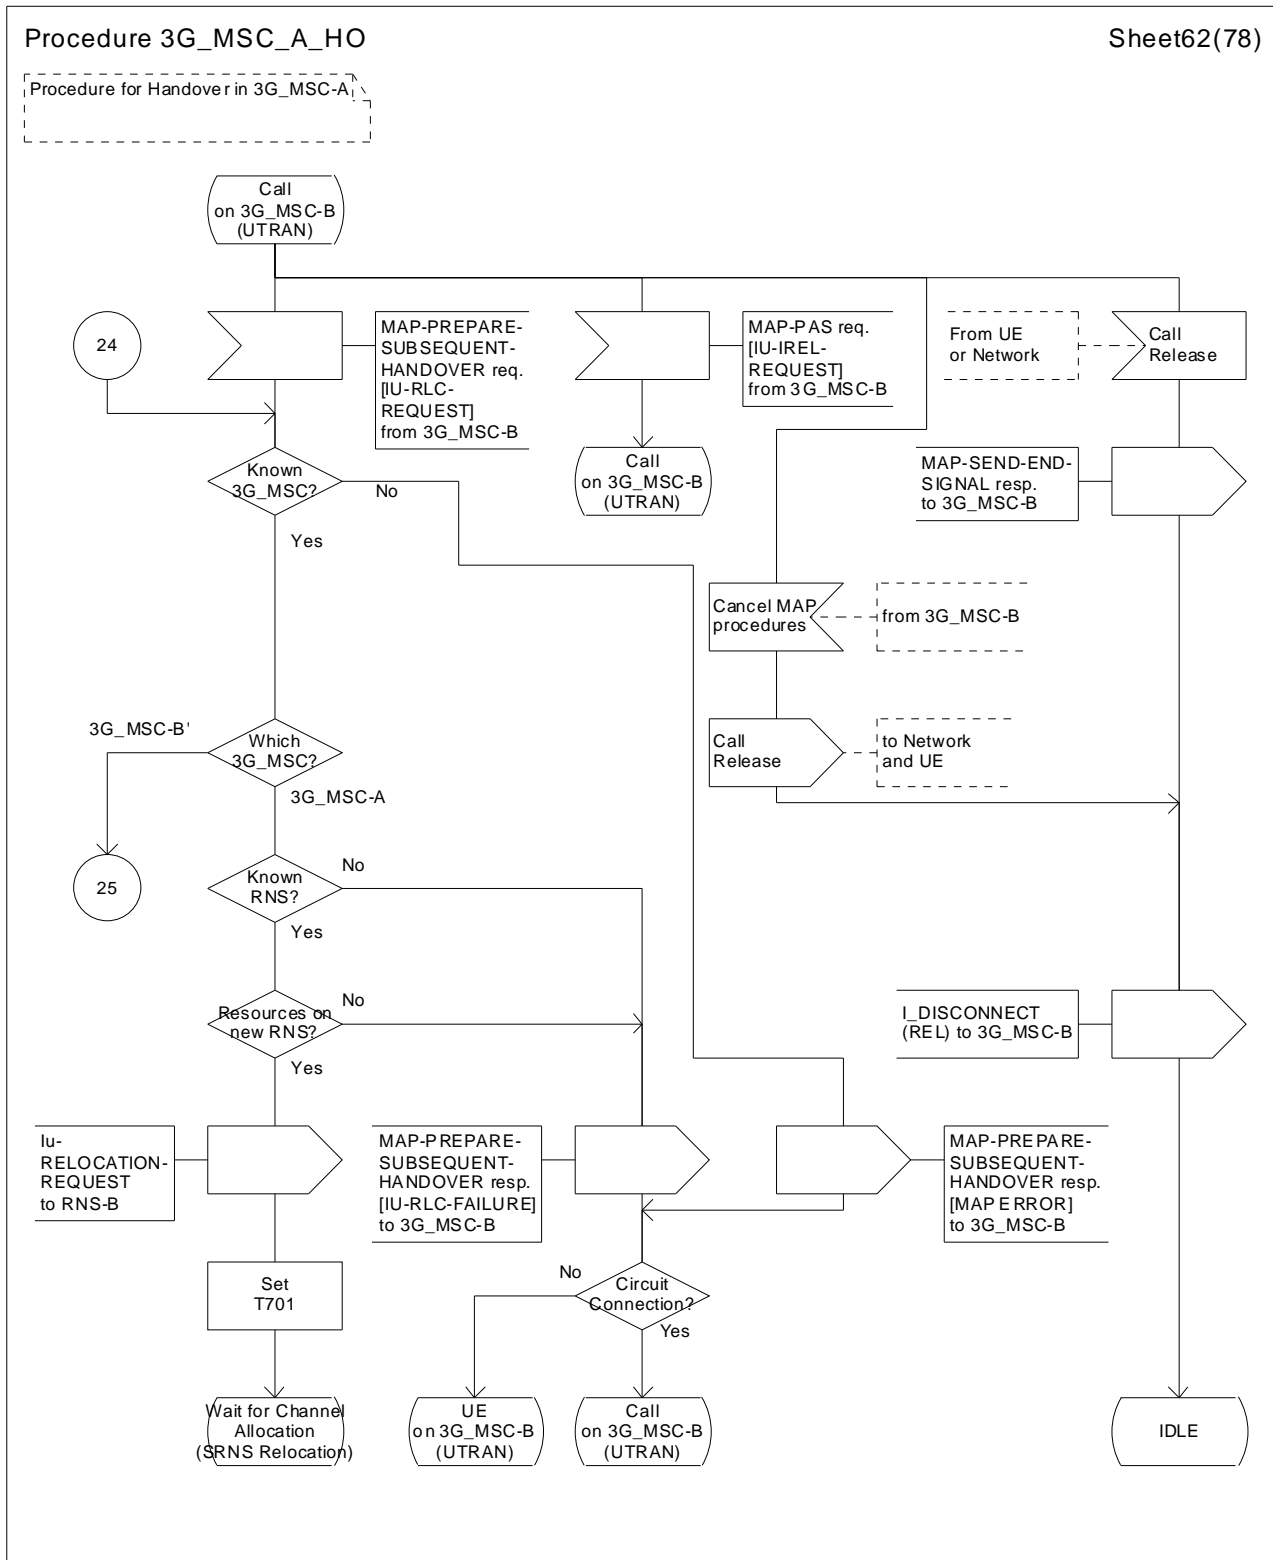 Procedure 3G_MSC_A_HO
Sheet62(78)
Procedure for Handover in 3G_MSC-A
Call
on 3G_MSC-B
(UTRAN)
24
MAP-PREPARE-
SUBSEQUENT-
HANDOVER req.
[IU-RLC-
REQUEST]
from 3G_MSC-B
MAP-PAS req.
[IU-IREL-
REQUEST]
from 3G_MSC-B
From UE
or Network
Call
Release
Known
3G_MSC?
No
Yes
Call
on 3G_MSC-B
(UTRAN)
MAP-SEND-END-
SIGNAL resp.
to 3G_MSC-B
Cancel MAP
procedures
from 3G_MSC-B
3G_MSC-B'
Which
3G_MSC?
3G_MSC-A
Call
Release
to Network
and UE
25
Known
RNS?
No
Yes
Resources on
new RNS?
No
Yes
I_DISCONNECT
(REL) to 3G_MSC-B
Iu-
RELOCATION-
REQUEST
to RNS-B
MAP-PREPARE-
SUBSEQUENT-
HANDOVER resp.
[IU-RLC-FAILURE]
to 3G_MSC-B
MAP-PREPARE-
SUBSEQUENT-
HANDOVER resp.
[MAP ERROR]
to 3G_MSC-B
Set
T701
No
Circuit
Connection?
Yes
Wait for Channel
Allocation
(SRNS Relocation)
UE
on 3G_MSC-B
(UTRAN)
Call
on 3G_MSC-B
(UTRAN)
IDLE